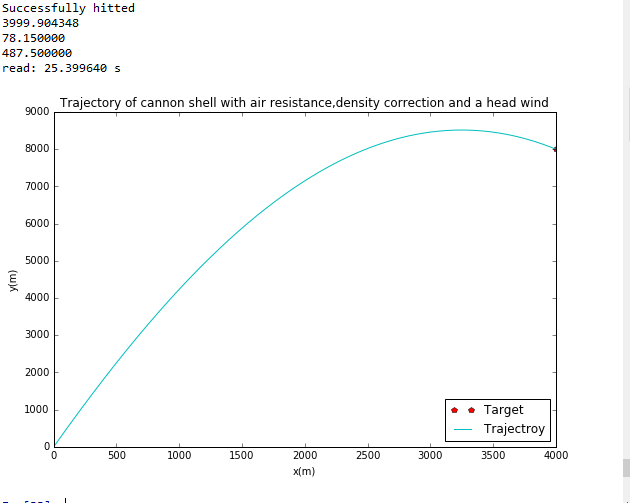 Successfully hitted
3999.904348
78.150000
487.500000
read: 25.399640 s
Trajectory of cannon shell with air resistance,density correction and a head wind
9000
8000
7000
6000
5000
4000
3000
2000
1000
0
y(m)
Target
Trajectroy
0 500 1000 1500 2000 2500 3000 3500 4000
x(m)